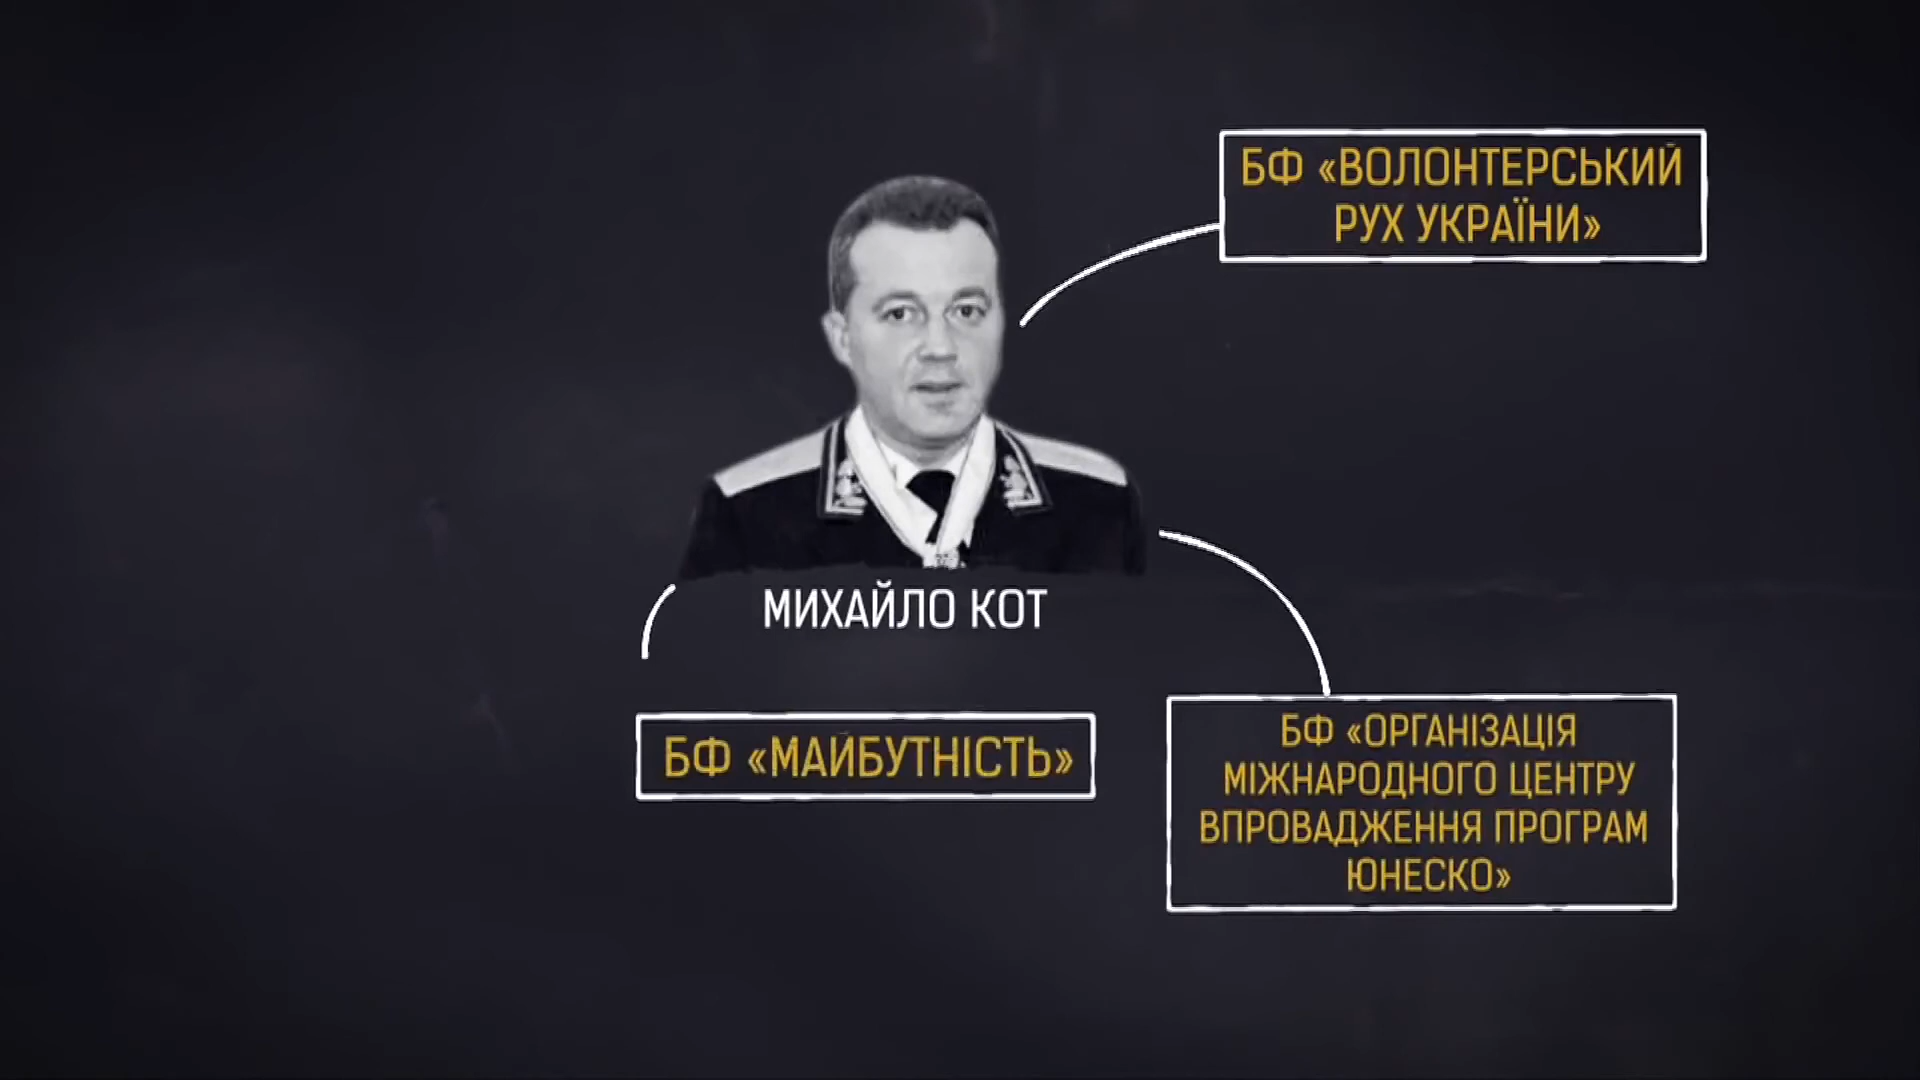 БФ «ВОЛОНТЕРСЬКИЙ
РУХ УКРАЇНИ»
МИХАЙЛО КОТ
БФ «МАЙБУТНІСТЬ»
БФ «ОРГАНІЗАЦІЯ
МІЖНАРОДНОГО ЦЕНТРУ
ВПРОВАДЖЕННЯ ПРОГРАМ
ЮНЕСКО»